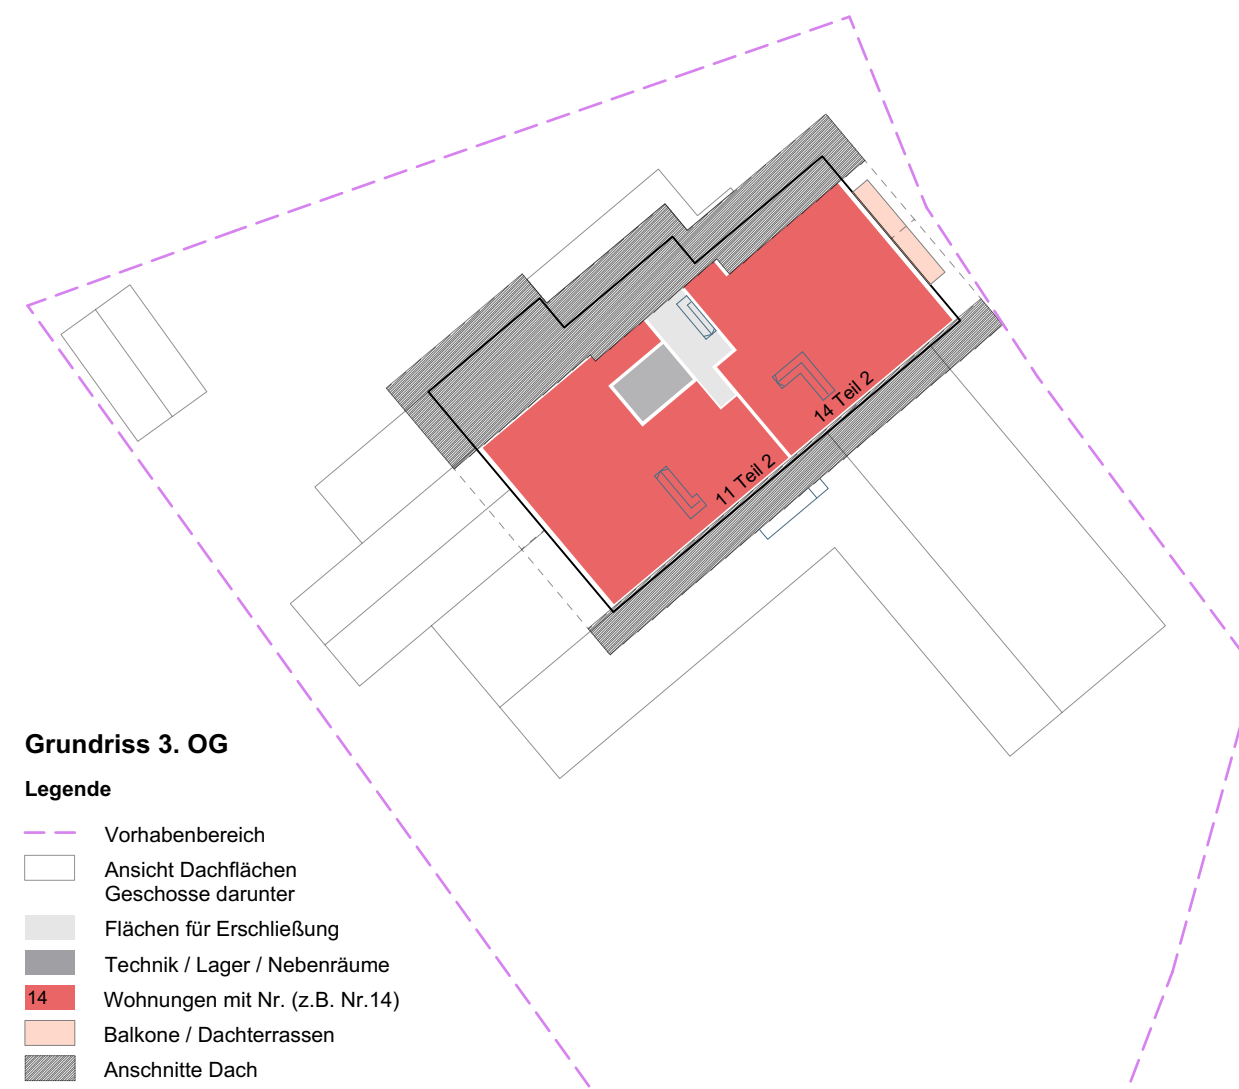 14 Teil 2
11 Teil 2
Grundriss 3. OG
Legende
Vorhabenbereich
Ansicht Dachflächen
Geschosse darunter
Flächen für Erschließung
Technik / Lager / Nebenräume
14 Wohnungen mit Nr. (z.B. Nr.14)
Balkone / Dachterrassen
Anschnitte Dach